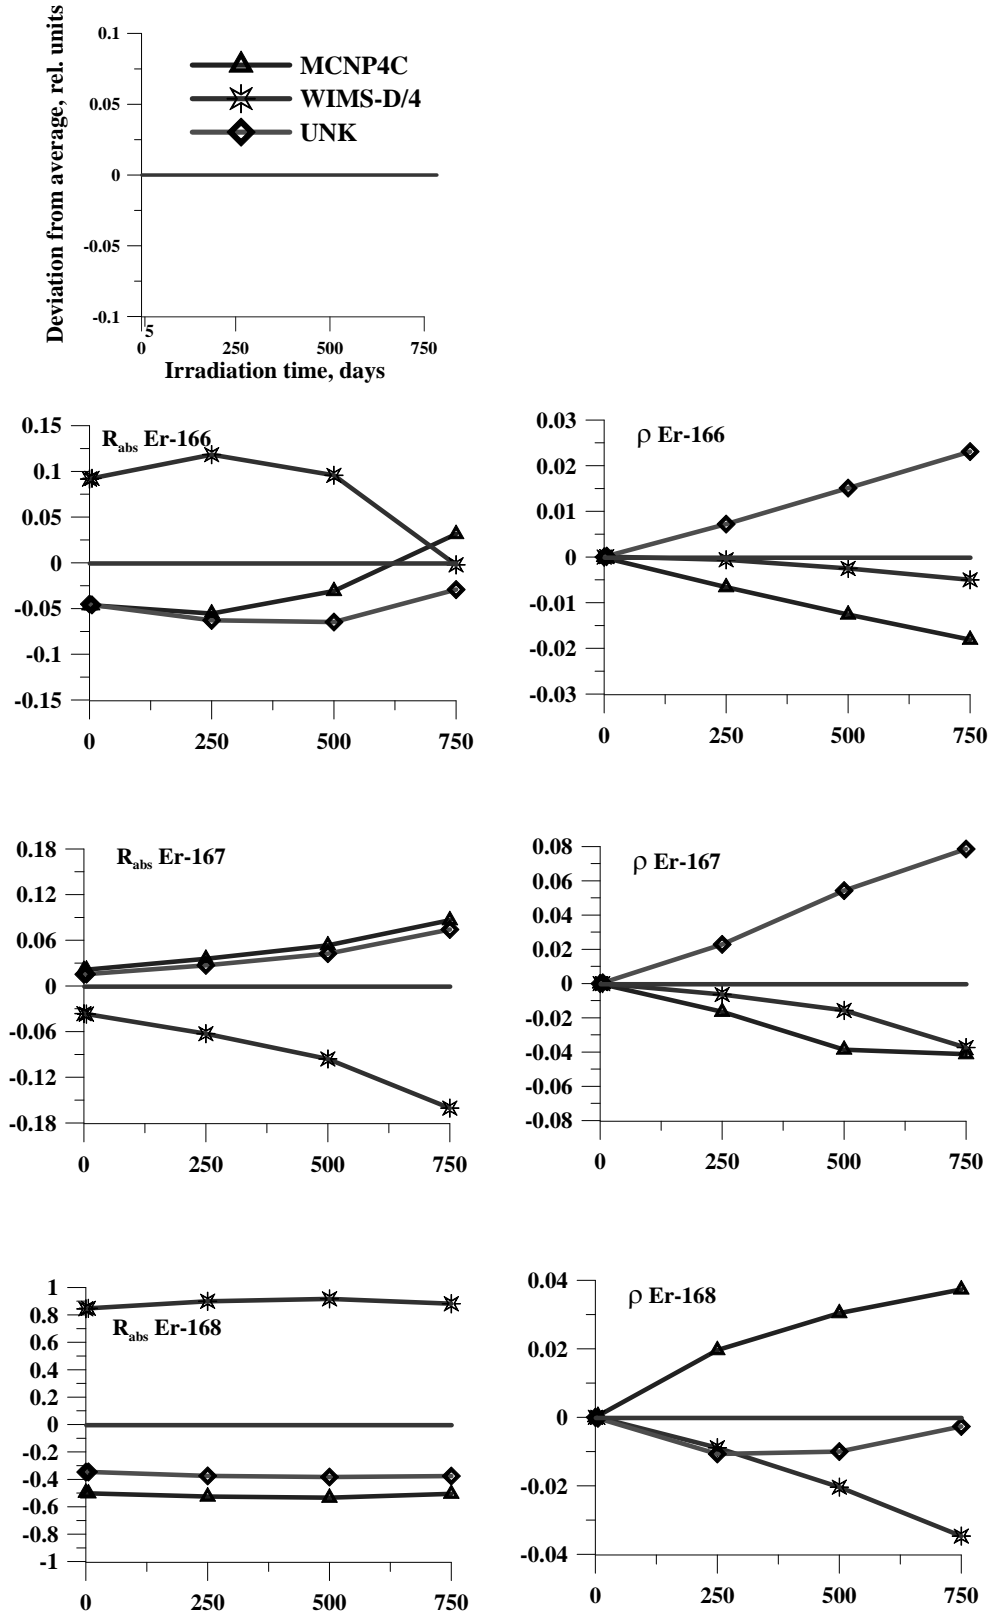 Deviation from average, rel. units
0.1
0.05
0
-0.05
-0.1
MCNP4C
WIMS-D/4
UNK
5
0 250 500 750
Irradiation time, days
R abs Er-166
0.15
0.1
0.05
0
-0.05
-0.1
-0.15
0 250 500 750
ρ Er-166
0.03
0.02
0.01
0
-0.01
-0.02
-0.03
0 250 500 750
R abs Er-167
0.18
0.12
0.06
0
-0.06
-0.12
-0.18
0 250 500 750
ρ Er-167
0.08
0.06
0.04
0.02
0
-0.02
-0.04
-0.06
-0.08
0 250 500 750
R abs Er-168
1
0.8
0.6
0.4
0.2
0
-0.2
-0.4
-0.6
-0.8
-1
0 250 500 750
ρ Er-168
0.04
0.02
0
-0.02
-0.04
0 250 500 750